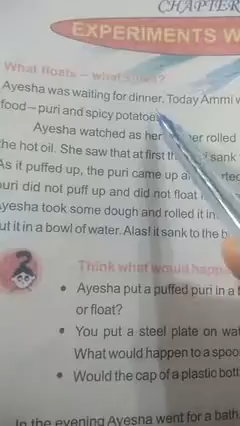 CHAPTER
EXPERIMENTS W
What floats – what sinks?
Ayesha was waiting for dinner. Today Ammi w
food – puri and spicy potatoes
Ayesha watched as her rolled
the hot oil. She saw that at first th sank
As it puffed up, the puri came up a
puri did not puff up and did not float
Ayesha took some dough and rolled it in
put it in a bowl of water. Alas! it sank to the b
Think what would happ
• Ayesha put a puffed puri in a
or float?
• You put a steel plate on wat
What would happen to a spoo
• Would the cap of a plastic bott
In the evening Ayesha went for a bath